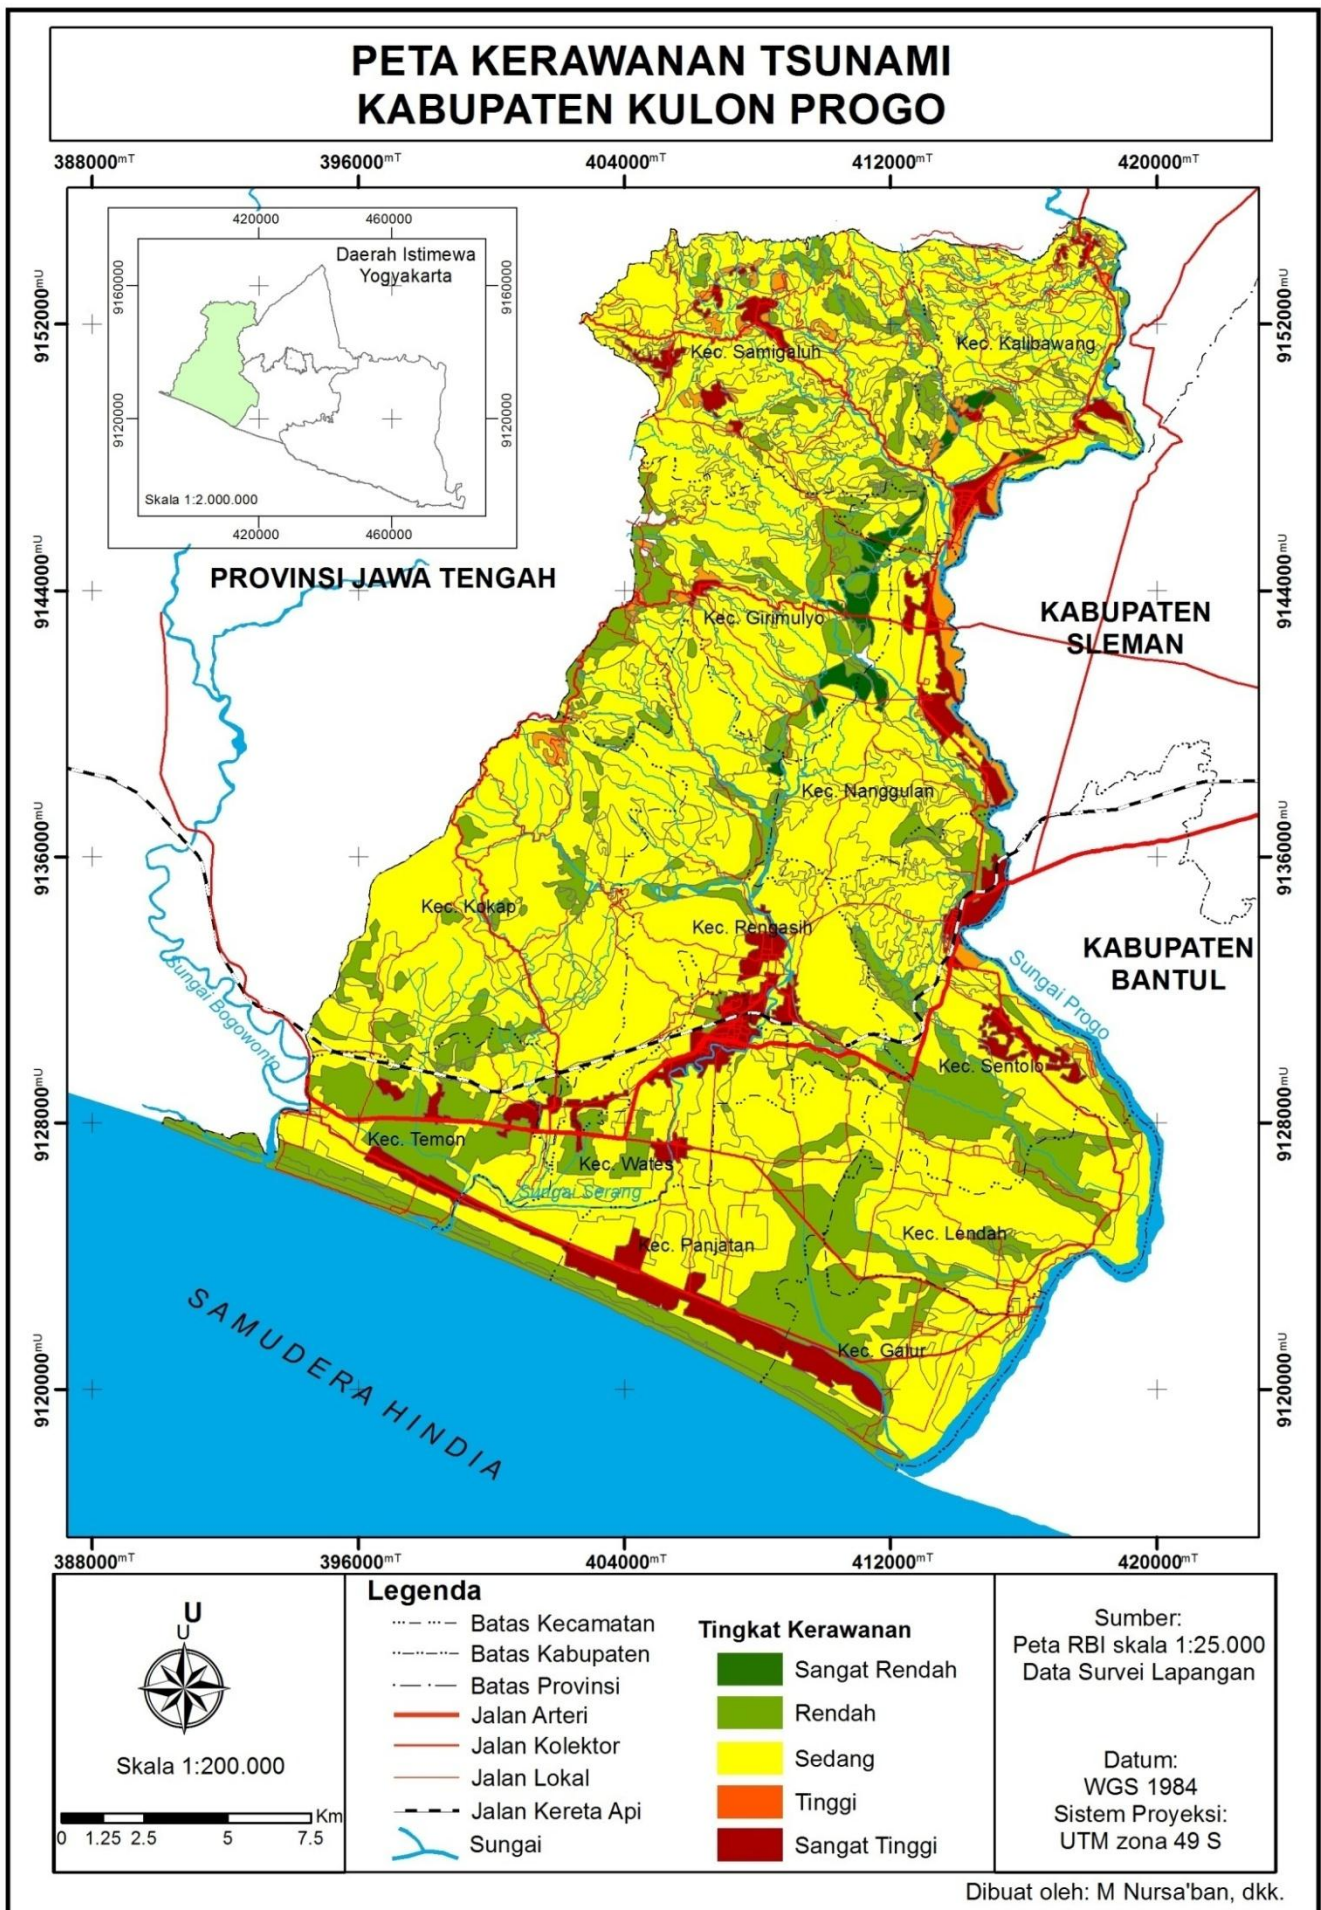 PETA KERAWANAN TSUNAMI
KABUPATEN KULON PROGO
388000mT 396000mT 404000mT 412000mT 420000mT
420000 460000
Daerah Istimewa
Yogyakarta
9160000 9160000
9120000 9120000
Skala 1:2.000.000
420000 460000
9152000mU 9152000mU
Kec. Samigaluh
Kec. Kalibawang
PROVINSI JAWA TENGAH
9144000mU 9144000mU
Kec. Girimulyo
KABUPATEN
SLEMAN
Kec. Nanggulan
9136000mU 9136000mU
Kec. Kokap
Kec. Rengasih
KABUPATEN
BANTUL
Sungai Bogowonto
Sungai Progo
Kec. Sentolo
9128000mU 9128000mU
Kec. Temon
Kec. Wates
Sungai Serang
Kec. Panjatan
Kec. Lendah
Kec. Galur
SAMUDERA HINDIA
9120000mU 9120000mU
388000mT 396000mT 404000mT 412000mT 420000mT
U
U
Skala 1:200.000
Km
0 1.25 2.5 5 7.5
Legenda
Batas Kecamatan
Batas Kabupaten
Batas Provinsi
Jalan Arteri
Jalan Kolektor
Jalan Lokal
Jalan Kereta Api
Sungai
Tingkat Kerawanan
Sangat Rendah
Rendah
Sedang
Tinggi
Sangat Tinggi
Sumber:
Peta RBI skala 1:25.000
Data Survei Lapangan
Datum:
WGS 1984
Sistem Proyeksi:
UTM zona 49 S
Dibuat oleh: M Nursa'ban, dkk.